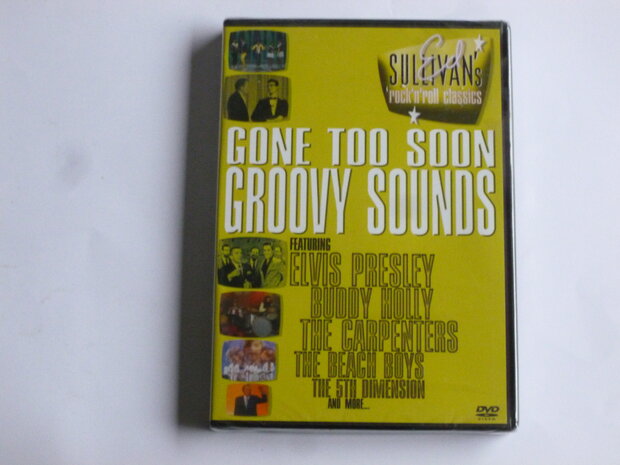 Ed
SULLIVAN's
'rock'n'roll classics
GONE TOO SOON
GROOVY SOUNDS
FEATURING
ELVIS PRESLEY
BUDDY HOLLY
THE CARPENTERS
THE BEACH BOYS
THE 5TH DIMENSION
AND MORE...
DVD
VIDEO